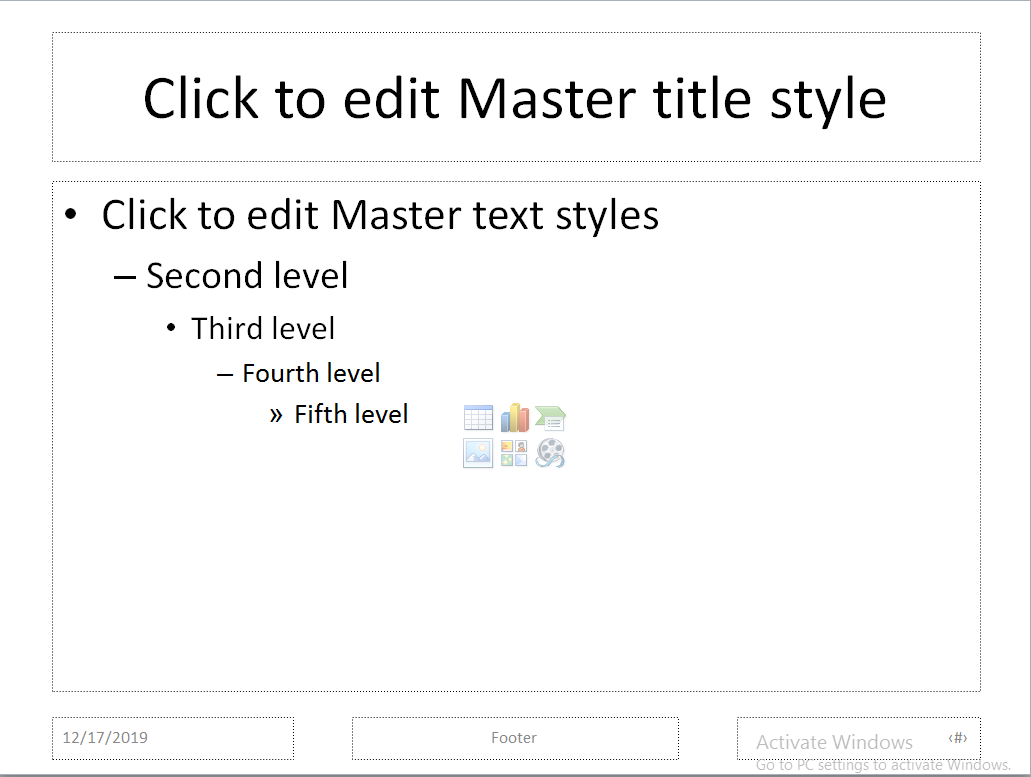 Click to edit Master title style
• Click to edit Master text styles
– Second level
• Third level
– Fourth level
» Fifth level
12/17/2019
Footer
‹#›
Activate Windows
Go to PC settings to activate Windows.